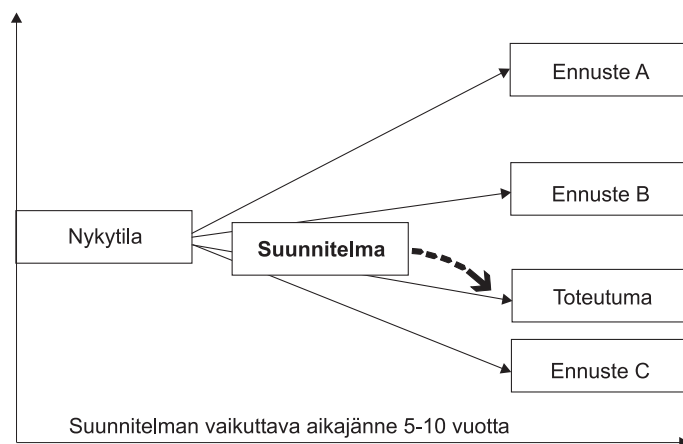 Ennuste A
Ennuste B
Nykytila
Suunnitelma
Toteutuma
Ennuste C
Suunnitelman vaikuttava aikajänne 5-10 vuotta